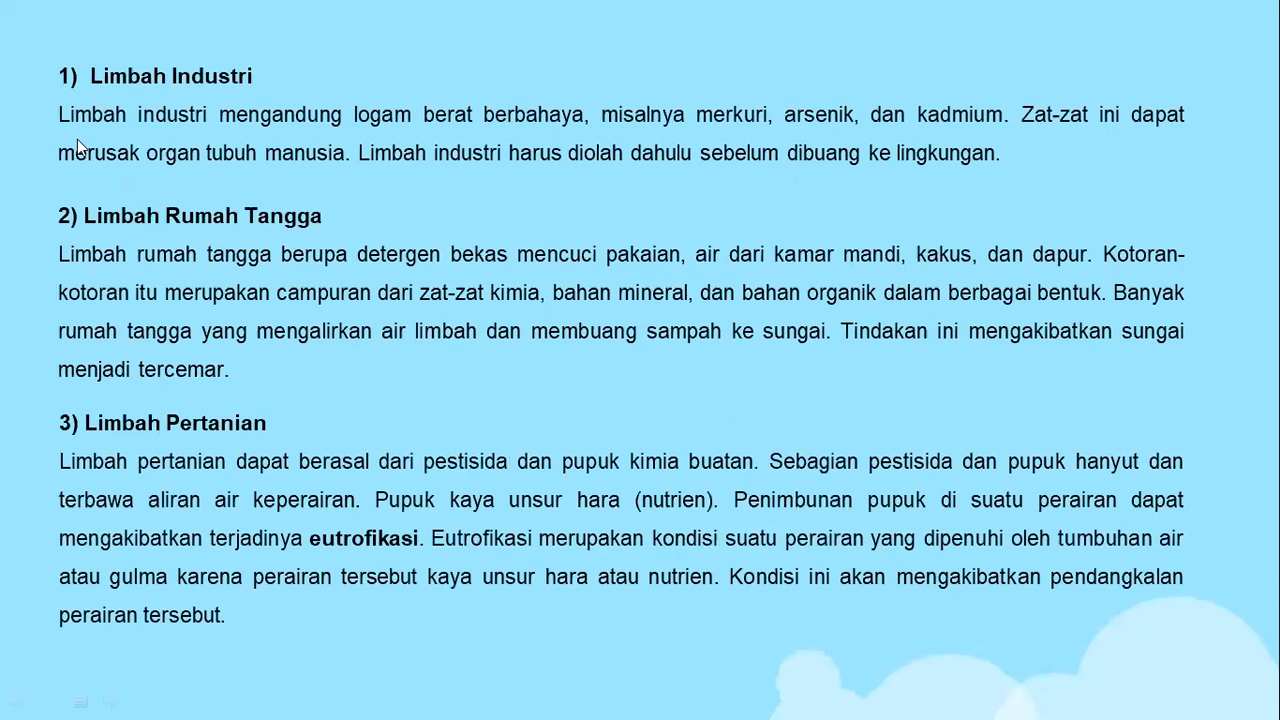 1) Limbah Industri
Limbah industri mengandung logam berat berbahaya, misalnya merkuri, arsenik, dan kadmium. Zat-zat ini dapat
merusak organ tubuh manusia. Limbah industri harus diolah dahulu sebelum dibuang ke lingkungan.
2) Limbah Rumah Tangga
Limbah rumah tangga berupa detergen bekas mencuci pakaian, air dari kamar mandi, kakus, dan dapur. Kotoran-
kotoran itu merupakan campuran dari zat-zat kimia, bahan mineral, dan bahan organik dalam berbagai bentuk. Banyak
rumah tangga yang mengalirkan air limbah dan membuang sampah ke sungai. Tindakan ini mengakibatkan sungai
menjadi tercemar.
3) Limbah Pertanian
Limbah pertanian dapat berasal dari pestisida dan pupuk kimia buatan. Sebagian pestisida dan pupuk hanyut dan
terbawa aliran air keperairan. Pupuk kaya unsur hara (nutrien). Penimbunan pupuk di suatu perairan dapat
mengakibatkan terjadinya eutrofikasi. Eutrofikasi merupakan kondisi suatu perairan yang dipenuhi oleh tumbuhan air
atau gulma karena perairan tersebut kaya unsur hara atau nutrien. Kondisi ini akan mengakibatkan pendangkalan
perairan tersebut.